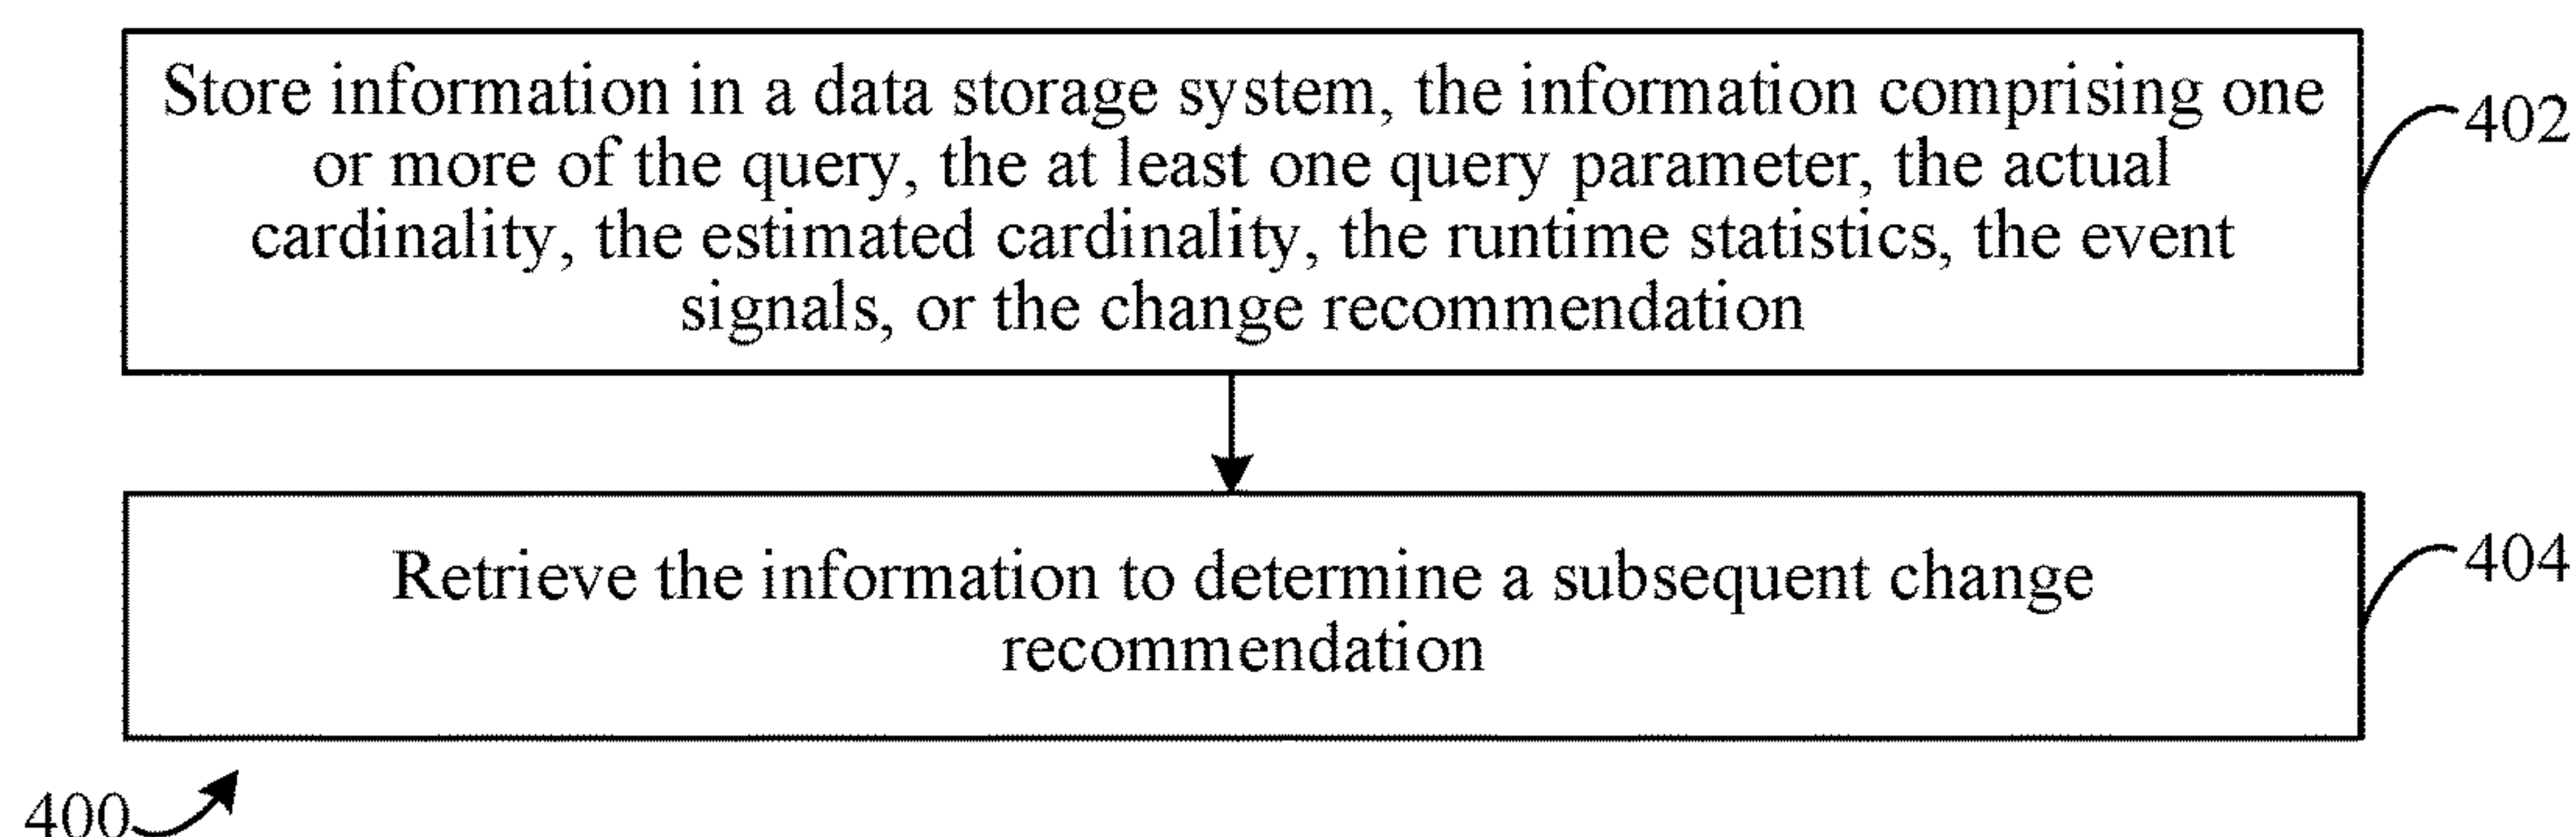 Store information in a data storage system, the information comprising one
or more of the query, the at least one query parameter, the actual
cardinality, the estimated cardinality, the runtime statistics, the event
signals, or the change recommendation
402
Retrieve the information to determine a subsequent change
recommendation
404
400